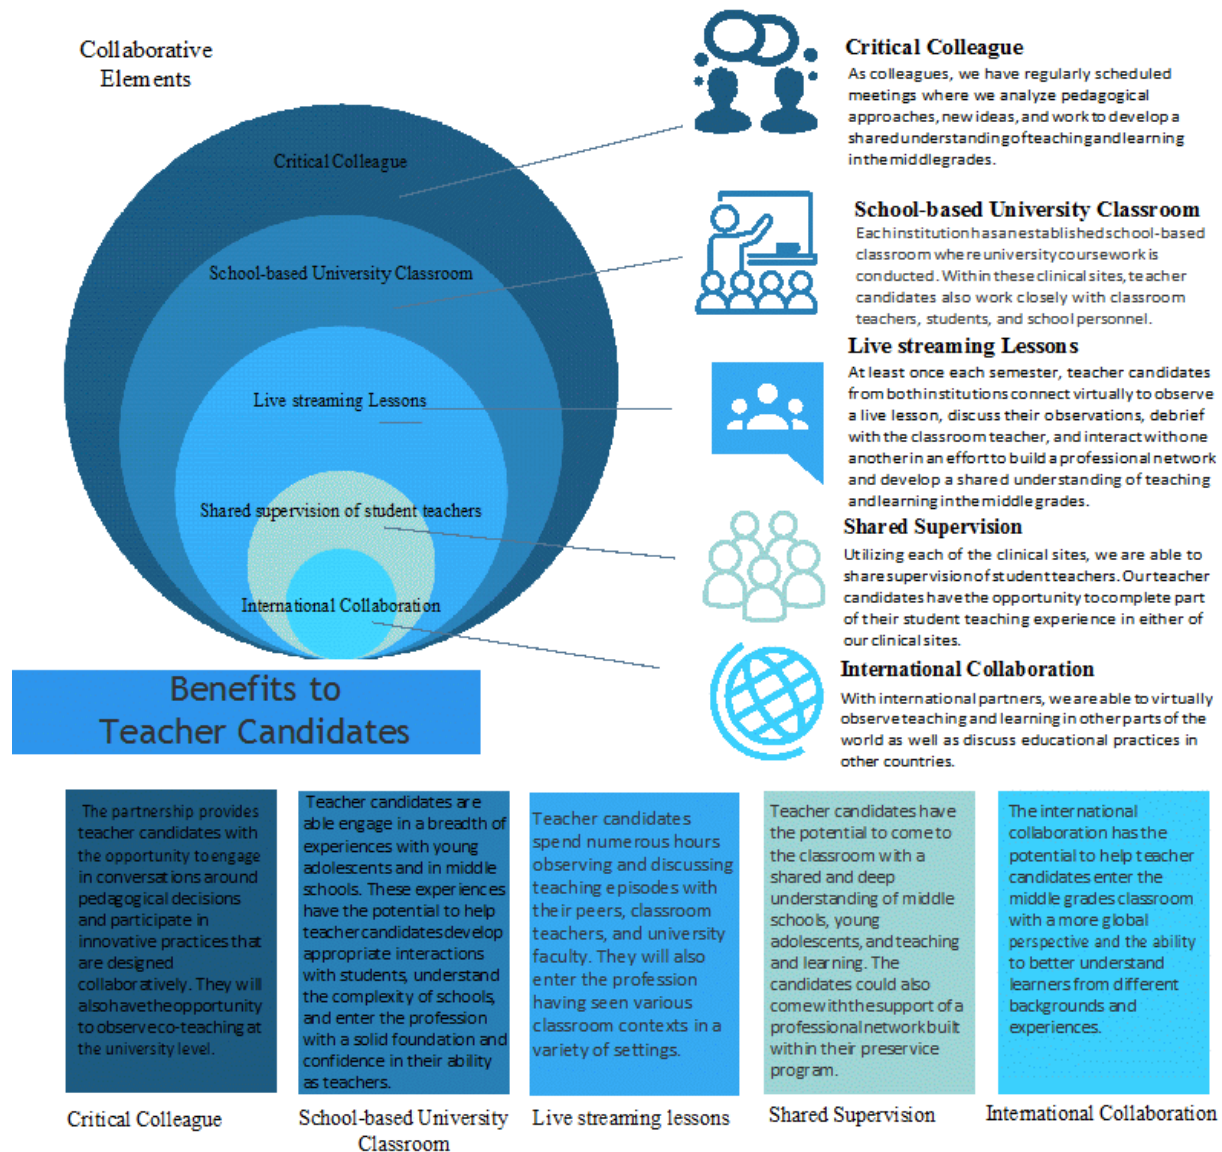 Collaborative
Elements
Critical Colleague
School-based University Classroom
Live streaming Lessons
Shared supervision of student teachers
International Collaboration
Critical Colleague
As colleagues, we have regularly scheduled
meetings where we analyze pedagogical
approaches, new ideas, and work to develop a
shared understanding of teaching and learning
in the middle grades.
School-based University Classroom
Each institution has an established school-based
classroom where university coursework is
conducted. Within these clinical sites, teacher
candidates also work closely with classroom
teachers, students, and school personnel.
Live streaming Lessons
At least once each semester, teacher candidates
from both institutions connect virtually to observe
a live lesson, discuss their observations, debrief
with the classroom teacher, and interact with one
another in an effort to build a professional network
and develop a shared understanding of teaching
and learning in the middle grades.
Shared Supervision
Utilizing each of the clinical sites, we are able to
share supervision of student teachers. Our teacher
candidates have the opportunity to complete part
of their student teaching experience in either of
our clinical sites.
International Collaboration
With international partners, we are able to virtually
observe teaching and learning in other parts of the
world as well as discuss educational practices in
other countries.
Benefits to
Teacher Candidates
The partnership provides
teacher candidates with
the opportunity to engage
in conversations around
pedagogical decisions
and participate in
innovative practices that
are designed
collaboratively. They will
also have the opportunity
to observe co-teaching at
the university level.
Critical Colleague
Teacher candidates are
able engage in a breadth of
experiences with young
adolescents and in middle
schools. These experiences
have the potential to help
teacher candidates develop
appropriate interactions
with students, understand
the complexity of schools,
and enter the profession
with a solid foundation and
confidence in their ability
as teachers.
School-based University
Classroom
Teacher candidates
spend numerous hours
observing and discussing
teaching episodes with
their peers, classroom
teachers, and university
faculty. They will also
enter the profession
having seen various
classroom contexts in a
variety of settings.
Live streaming lessons
Teacher candidates have
the potential to come to
the classroom with a
shared and deep
understanding of middle
schools, young
adolescents, and teaching
and learning. The
candidates could also
come with the support of a
professional network built
within their preservice
program.
Shared Supervision
The international
collaboration has the
potential to help teacher
candidates enter the
middle grades classroom
with a more global
perspective and the ability
to better understand
learners from different
backgrounds and
experiences.
International Collaboration